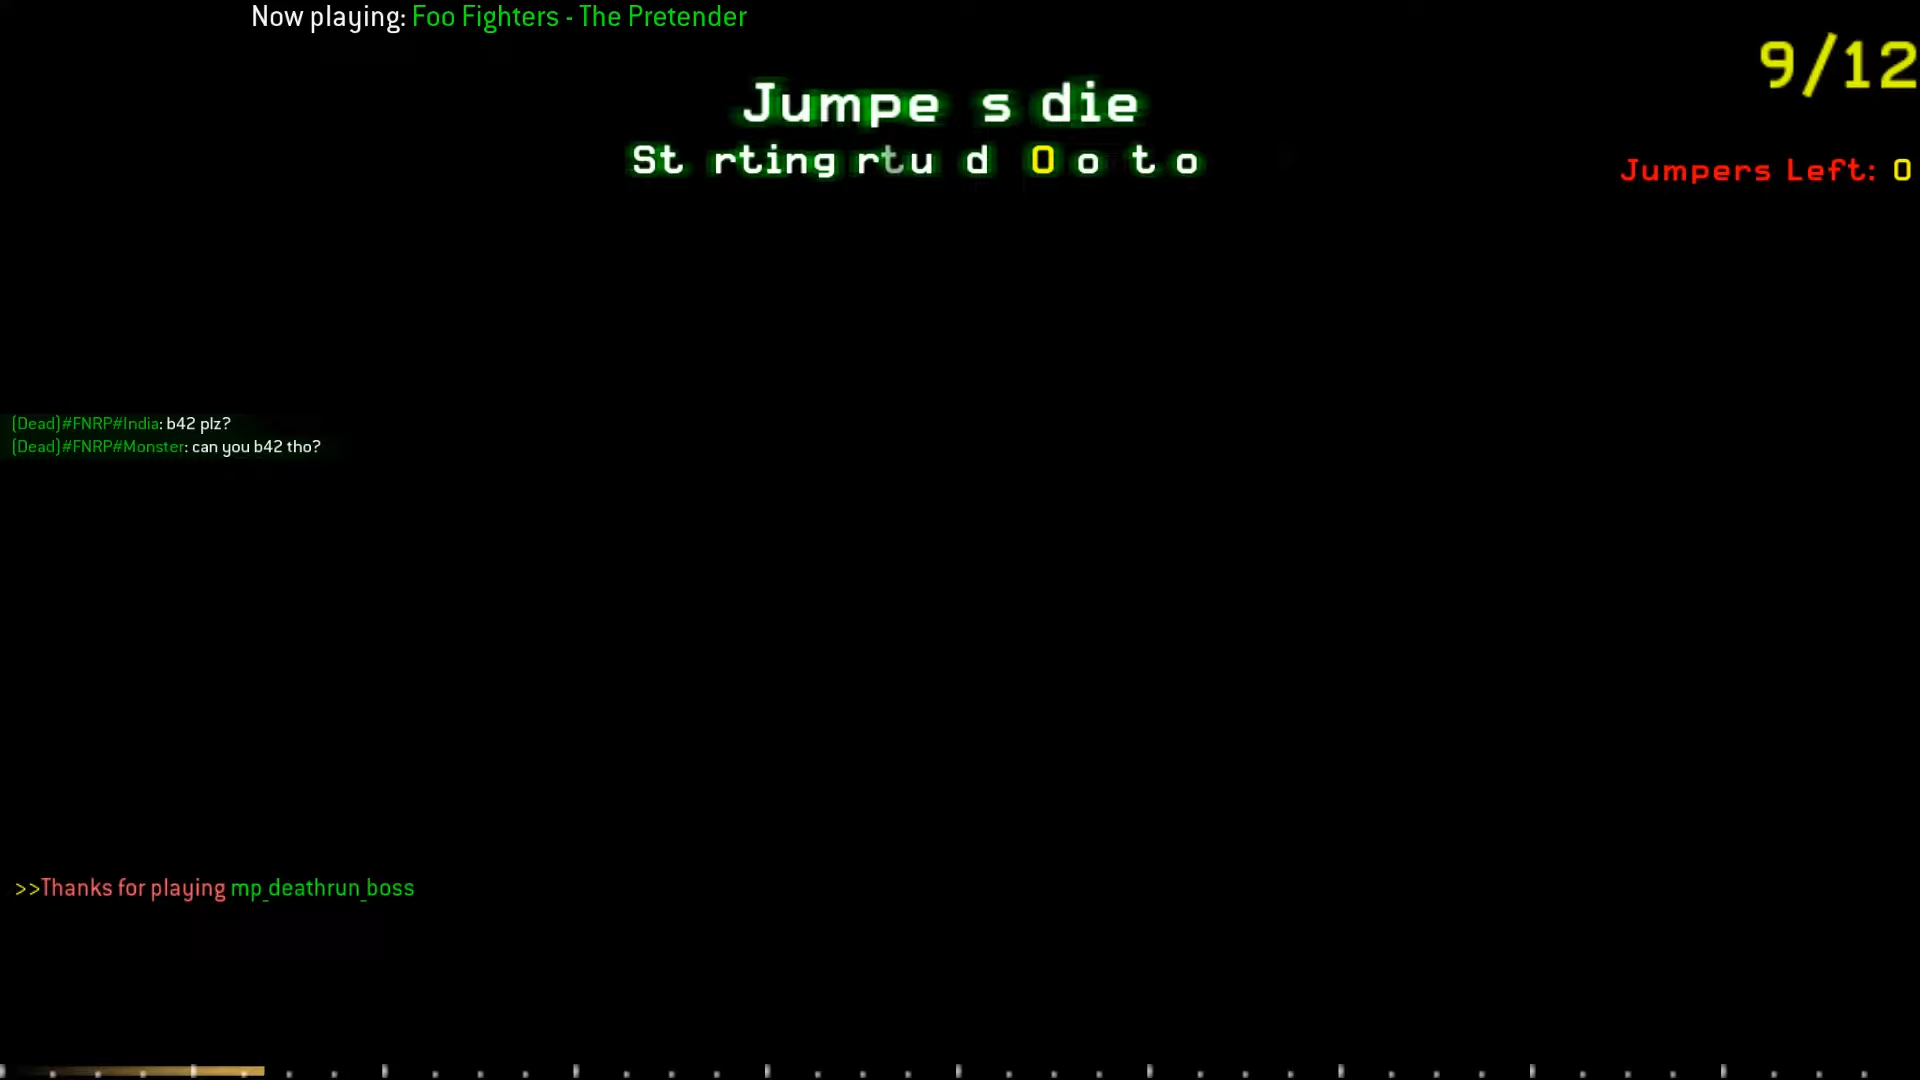 Now playing: Foo Fighters - The Pretender
9/12
Jumpe s die
St rting rtu d 0 o t o
Jumpers Left: 0
(Dead)#FNRP#India: b42 plz?
(Dead)#FNRP#Monster: can you b42 tho?
>>Thanks for playing mp_deathrun_boss